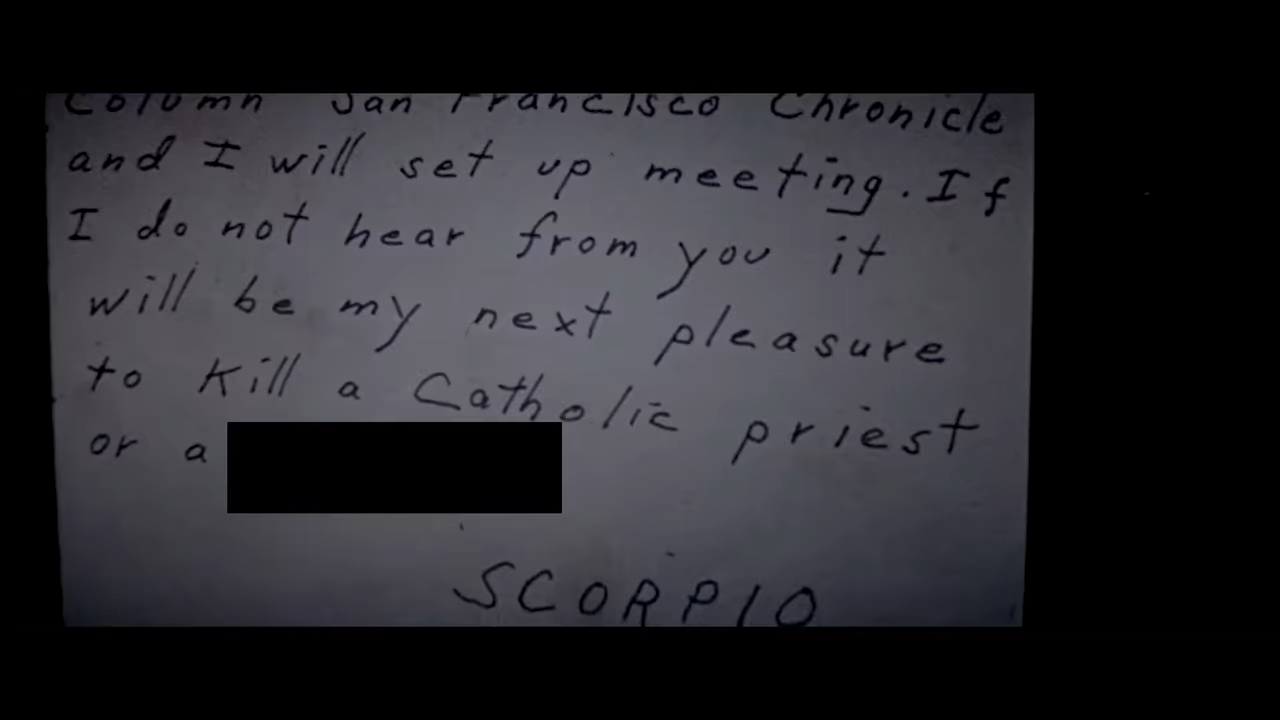 Column San Francisco Chronicle
and I will set up meeting. If
I do not hear from you it
will be my next pleasure
to Kill a Catholic priest
or a
SCORPIO